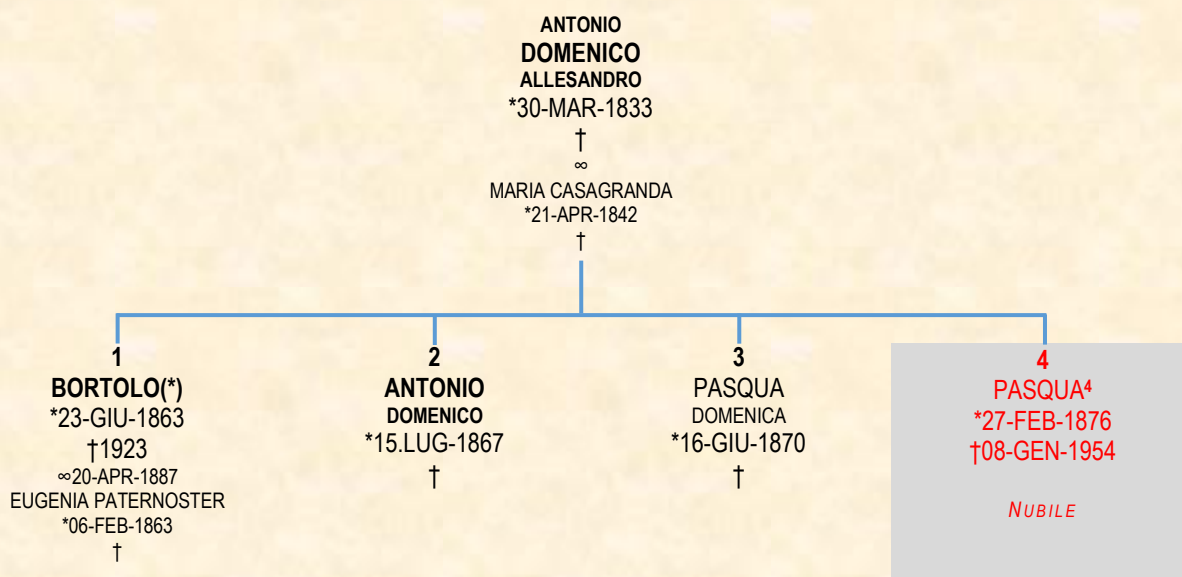 ANTONIO
DOMENICO
ALLESANDRO
*30-MAR-1833
†
∞
MARIA CASAGRANDA
*21-APR-1842
†
1
BORTOLO(*)
*23-GIU-1863
†1923
∞20-APR-1887
EUGENIA PATERNOSTER
*06-FEB-1863
†
2
ANTONIO
DOMENICO
*15.LUG-1867
†
3
PASQUA
DOMENICA
*16-GIU-1870
†
4
PASQUA⁴
*27-FEB-1876
†08-GEN-1954
NUBILE